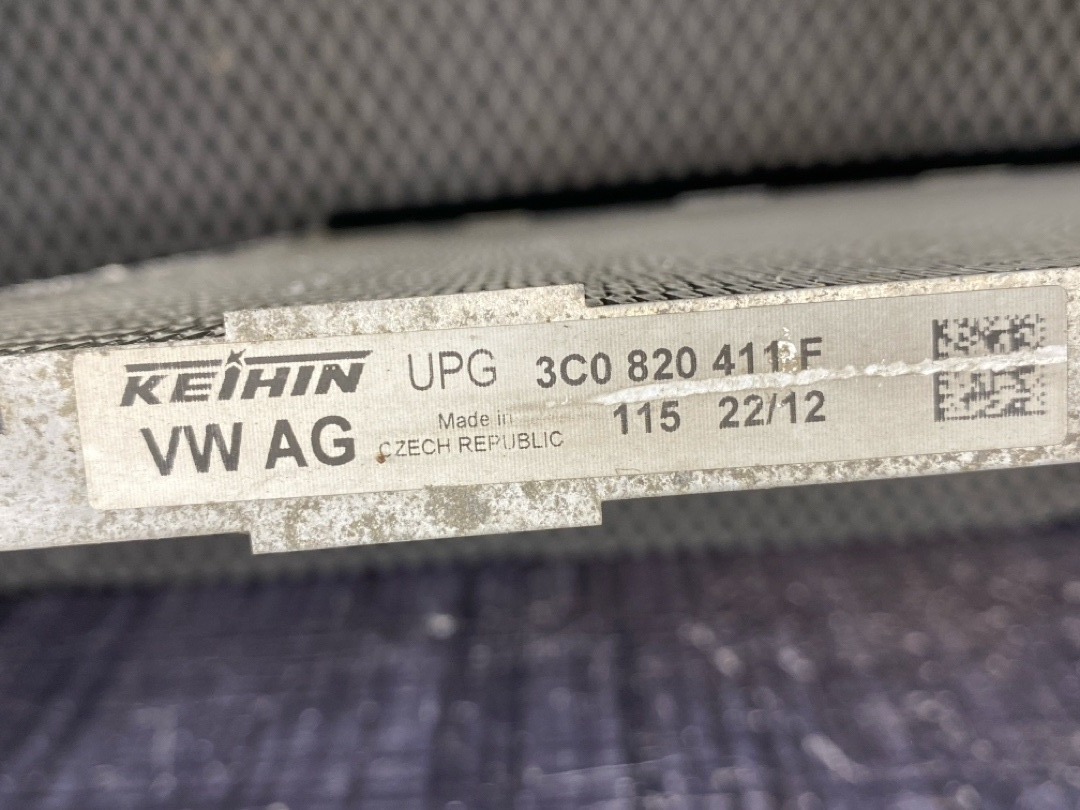 KEIHIN UPG 3C0 820 411 F
VW AG Made in CZECH REPUBLIC 115 22/12